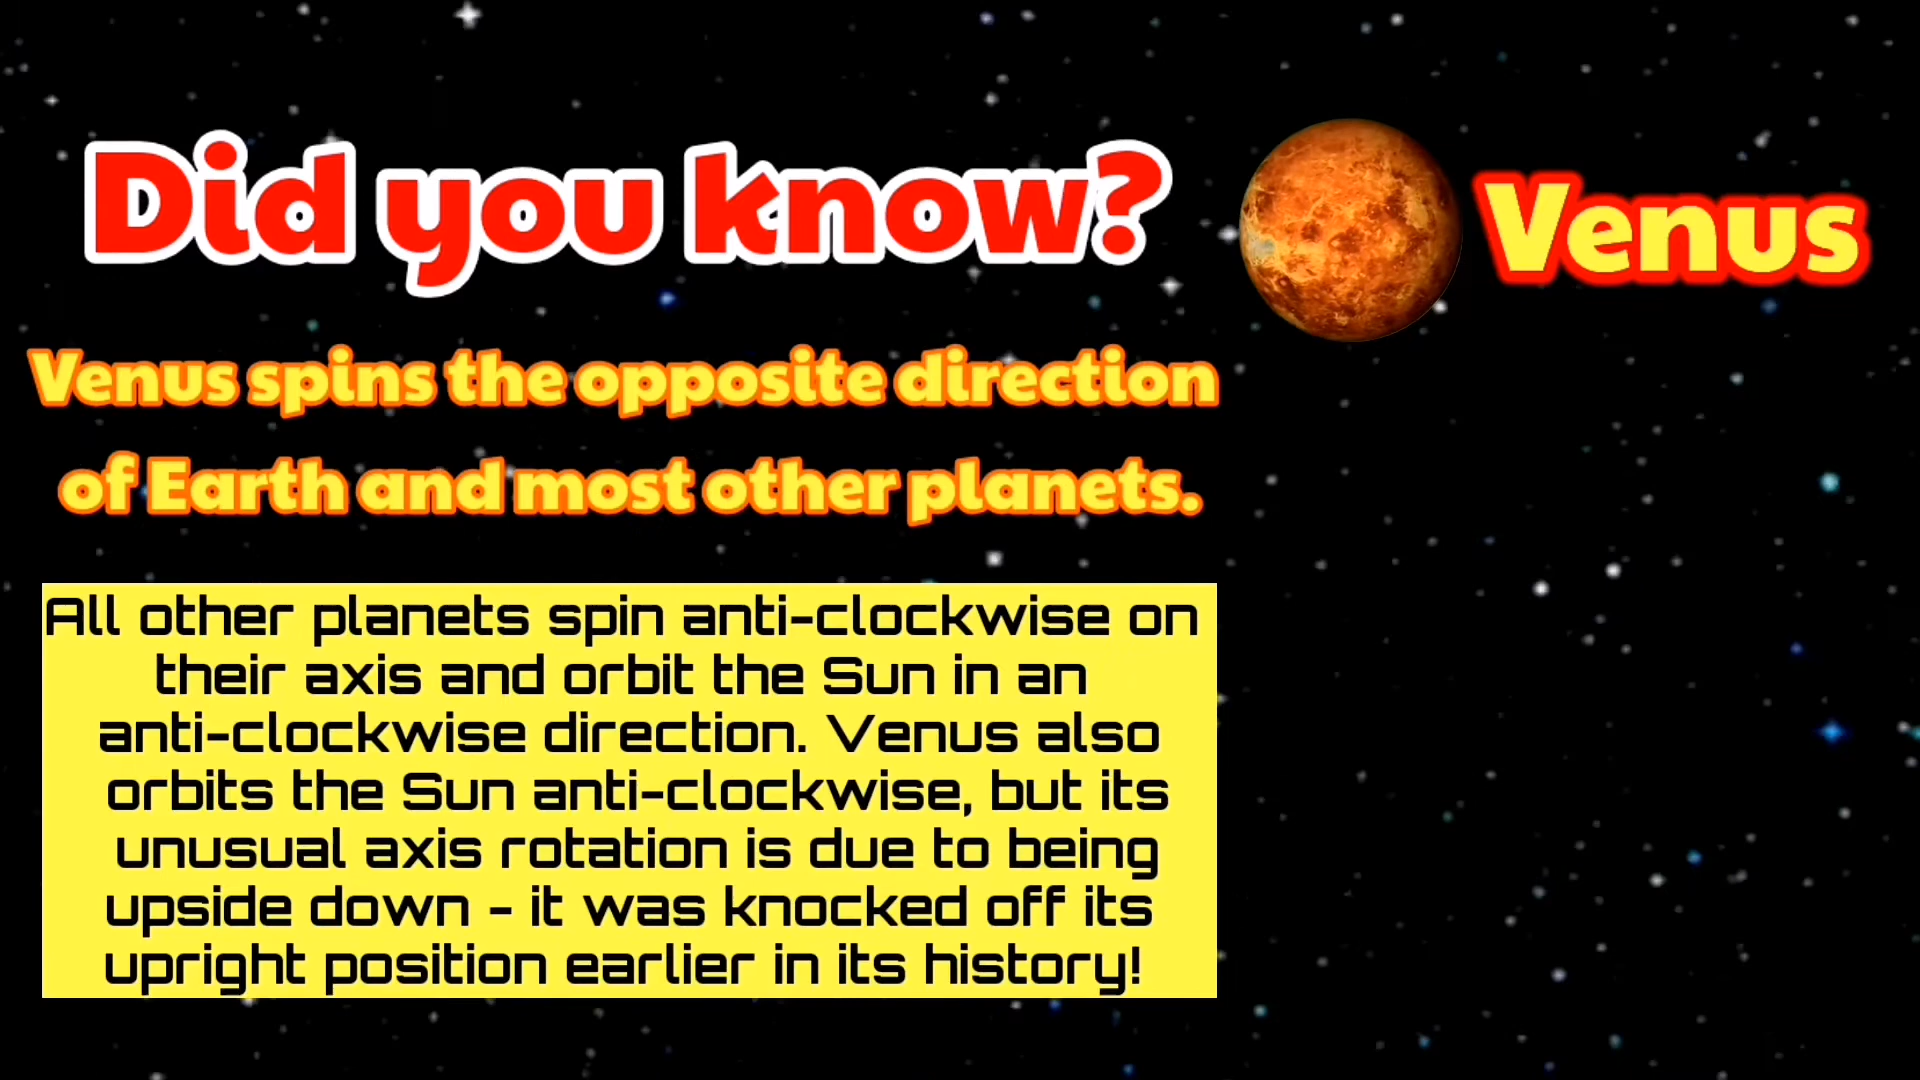 Did you know?
Venus
Venus spins the opposite direction
of Earth and most other planets.
All other planets spin anti-clockwise on
their axis and orbit the Sun in an
anti-clockwise direction. Venus also
orbits the Sun anti-clockwise, but its
unusual axis rotation is due to being
upside down - it was knocked off its
upright position earlier in its history!